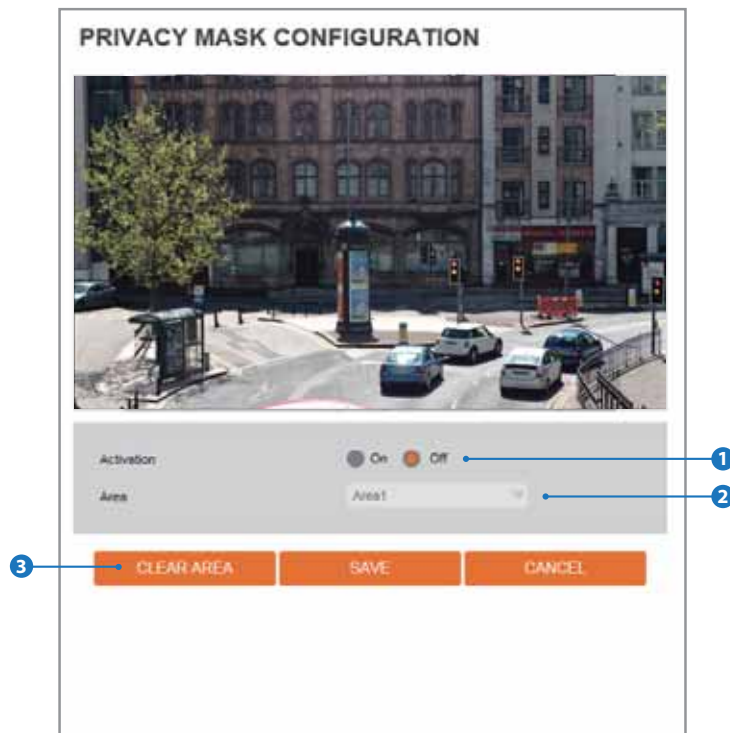 PRIVACY MASK CONFIGURATION
Activation
On Off
1
Area
Area1
2
3
CLEAR AREA
SAVE
CANCEL